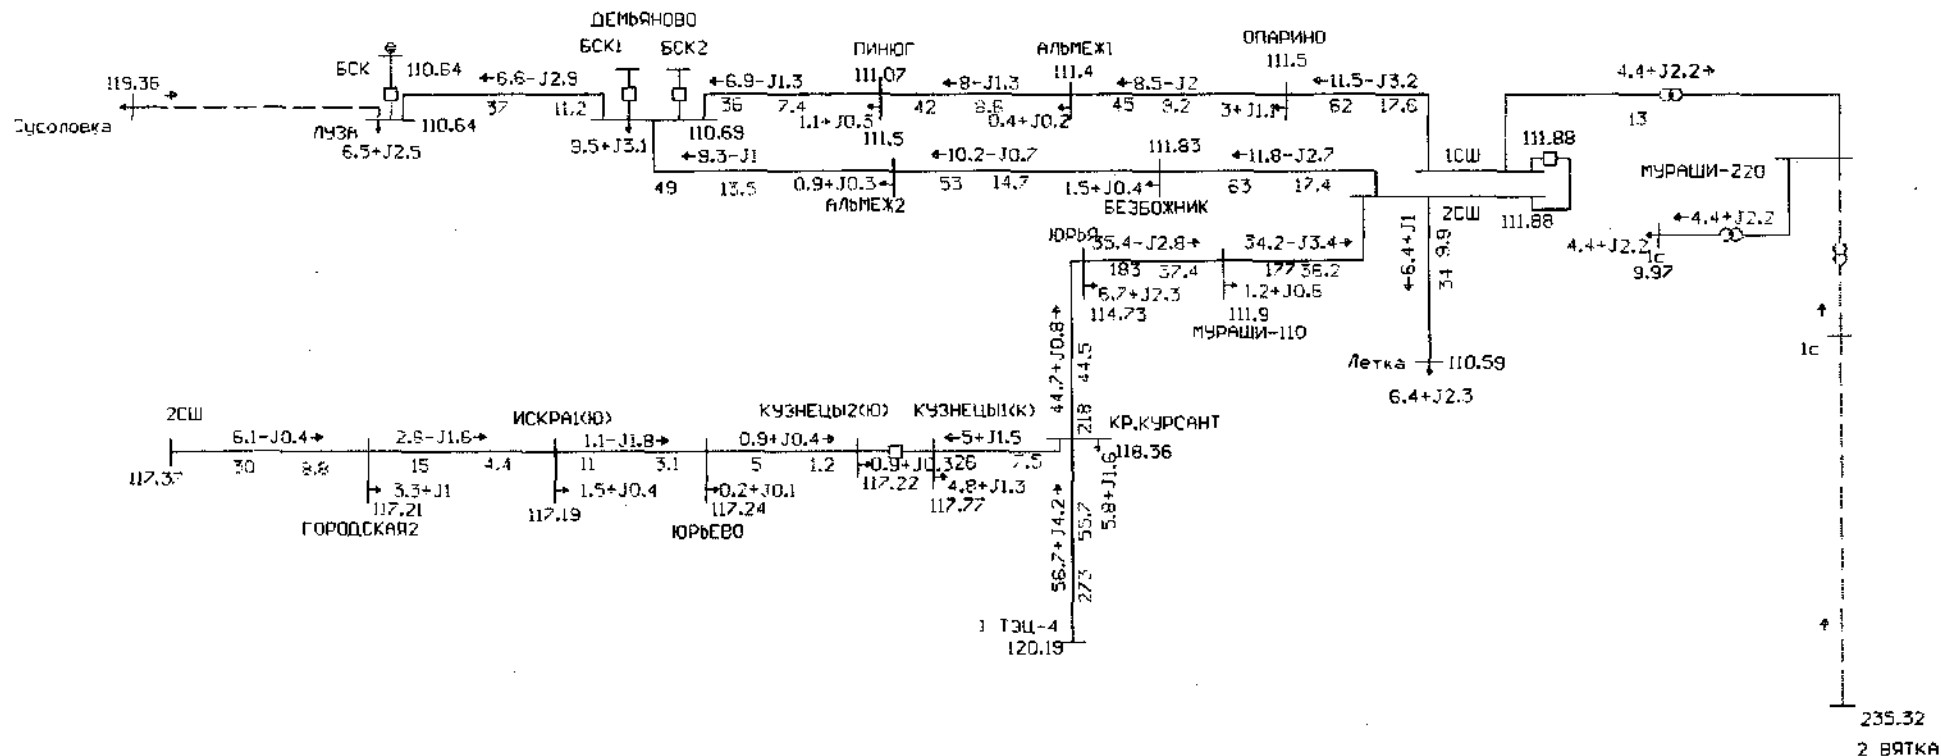 ДЕМЬЯНОВО
БСК1
БСК2
БСК
110.64
119.36
Сусоловка
ЛУЗА
110.64
6.5+J2.5
←6.6-J2.9
37
11.2
9.5+J3.1
110.69
←6.9-J1.3
36
7.4
ПИНЮГ
111.07
1.1+J0.5
←8-J1.3
42
АЛЬМЕЖ1
111.4
0.4+J0.2
←8.5-J2
45
9.2
ОПАРИНО
111.5
←11.5-J3.2
62
17.6
←9.3-J1
49
13.5
111.5
0.9+J0.3
АЛЬМЕЖ2
←10.2-J0.7
53
14.7
111.83
1.5+J0.4
БЕЗБОЖНИК
←11.8-J2.7
63
17.4
1СШ
111.88
2СШ
111.88
4.4+J2.2→
13
МУРАШИ-220
←4.4+J2.2
4.4+J2.2
1с
9.97
1с
ЮРЬЯ
35.4-J2.8→
183
37.4
6.7+J2.3
114.73
34.2-J3.4→
177
36.2
111.9
МУРАШИ-110
←6.4+J1
34
9.9
Летка
110.59
6.4+J2.3
44.7+J0.8→
218
44.5
КР.КУРСАНТ
118.36
5.8+J1.6
56.7+J4.2→
273
55.7
ТЭЦ-4
120.19
2СШ
117.37
6.1-J0.4→
30
8.8
3.3+J1
117.21
ГОРОДСКАЯ2
2.6-J1.6→
15
4.4
ИСКРА1(Ю)
1.5+J0.4
117.19
1.1-J1.8→
11
3.1
0.2+J0.1
117.24
ЮРЬЕВО
0.9+J0.4→
5
1.2
КУЗНЕЦЫ2(Ю)
0.9+J0.3
117.22
КУЗНЕЦЫ1(К)
←5+J1.5
26
7.5
4.8+J1.3
117.77
235.32
2 ВЯТКА